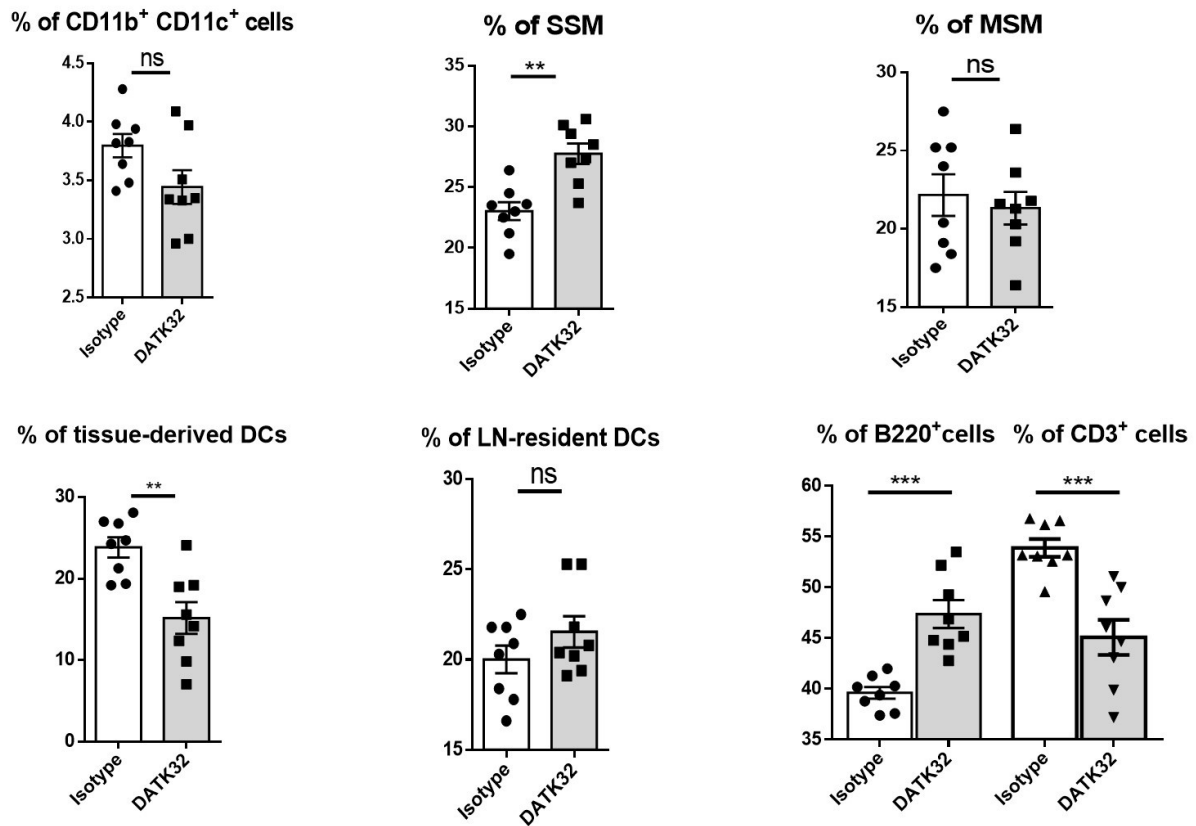 % of CD11b⁺ CD11c⁺ cells
ns
4.5
4.0
3.5
3.0
2.5
Isotype
DATK32
% of SSM
**
35
30
25
20
15
Isotype
DATK32
% of MSM
ns
30
25
20
15
Isotype
DATK32
% of tissue-derived DCs
**
30
20
10
0
Isotype
DATK32
% of LN-resident DCs
ns
30
25
20
15
Isotype
DATK32
% of B220⁺cells
% of CD3⁺ cells
***
***
60
55
50
45
40
35
Isotype
DATK32
Isotype
DATK32